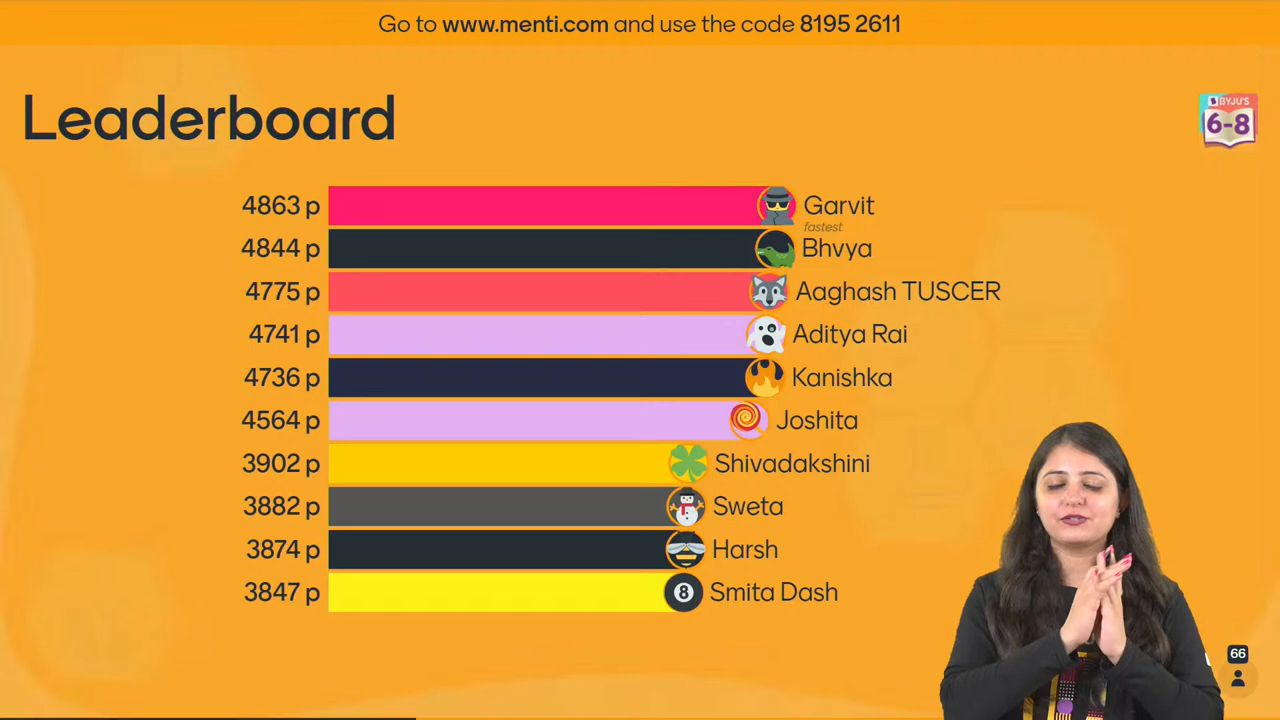 Go to www.menti.com and use the code 8195 2611
Leaderboard
BYJU'S
6-8
4863 p Garvit
fastest
4844 p Bhvya
4775 p Aaghash TUSCER
4741 p Aditya Rai
4736 p Kanishka
4564 p Joshita
3902 p Shivadakshini
3882 p Sweta
3874 p Harsh
3847 p 8 Smita Dash
66